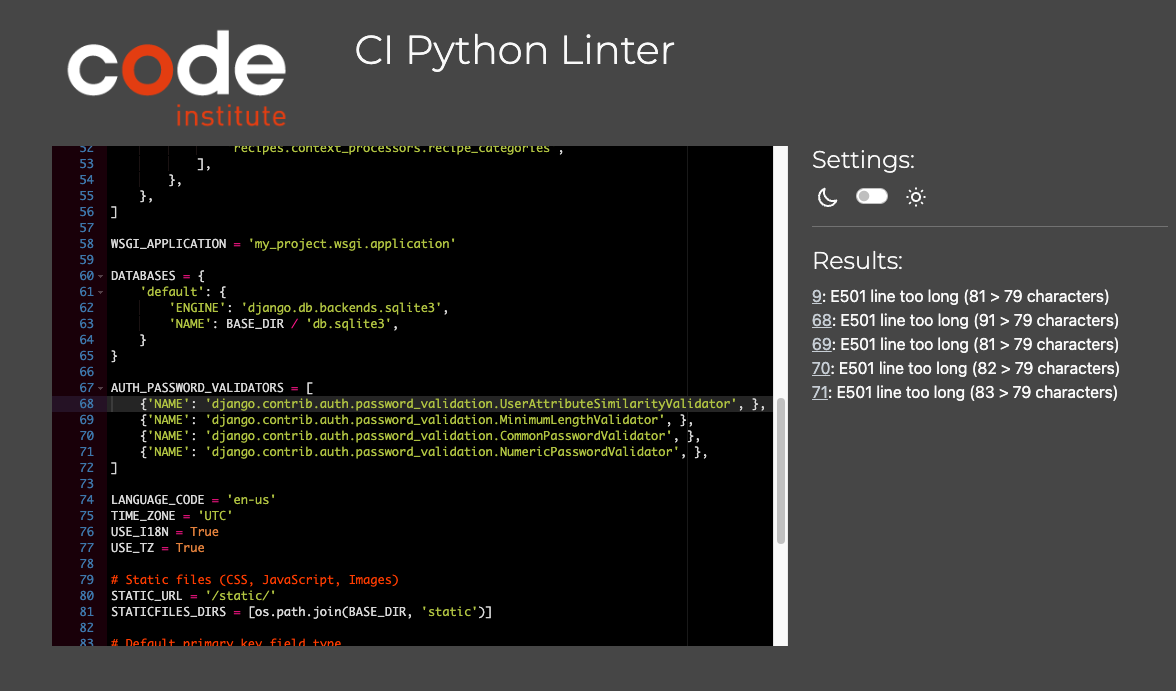 code
institute
CI Python Linter
52 'recipes.context_processors.recipe_categories',
53 ],
54 },
55 },
56 ]
57
58 WSGI_APPLICATION = 'my_project.wsgi.application'
59
60 DATABASES = {
61 'default': {
62 'ENGINE': 'django.db.backends.sqlite3',
63 'NAME': BASE_DIR / 'db.sqlite3',
64 }
65 }
66
67 AUTH_PASSWORD_VALIDATORS = [
68 {'NAME': 'django.contrib.auth.password_validation.UserAttributeSimilarityValidator', },
69 {'NAME': 'django.contrib.auth.password_validation.MinimumLengthValidator', },
70 {'NAME': 'django.contrib.auth.password_validation.CommonPasswordValidator', },
71 {'NAME': 'django.contrib.auth.password_validation.NumericPasswordValidator', },
72 ]
73
74 LANGUAGE_CODE = 'en-us'
75 TIME_ZONE = 'UTC'
76 USE_I18N = True
77 USE_TZ = True
78
79 # Static files (CSS, JavaScript, Images)
80 STATIC_URL = '/static/'
81 STATICFILES_DIRS = [os.path.join(BASE_DIR, 'static')]
82
83 # Default primary key field type
Settings:
Results:
9: E501 line too long (81 > 79 characters)
68: E501 line too long (91 > 79 characters)
69: E501 line too long (81 > 79 characters)
70: E501 line too long (82 > 79 characters)
71: E501 line too long (83 > 79 characters)